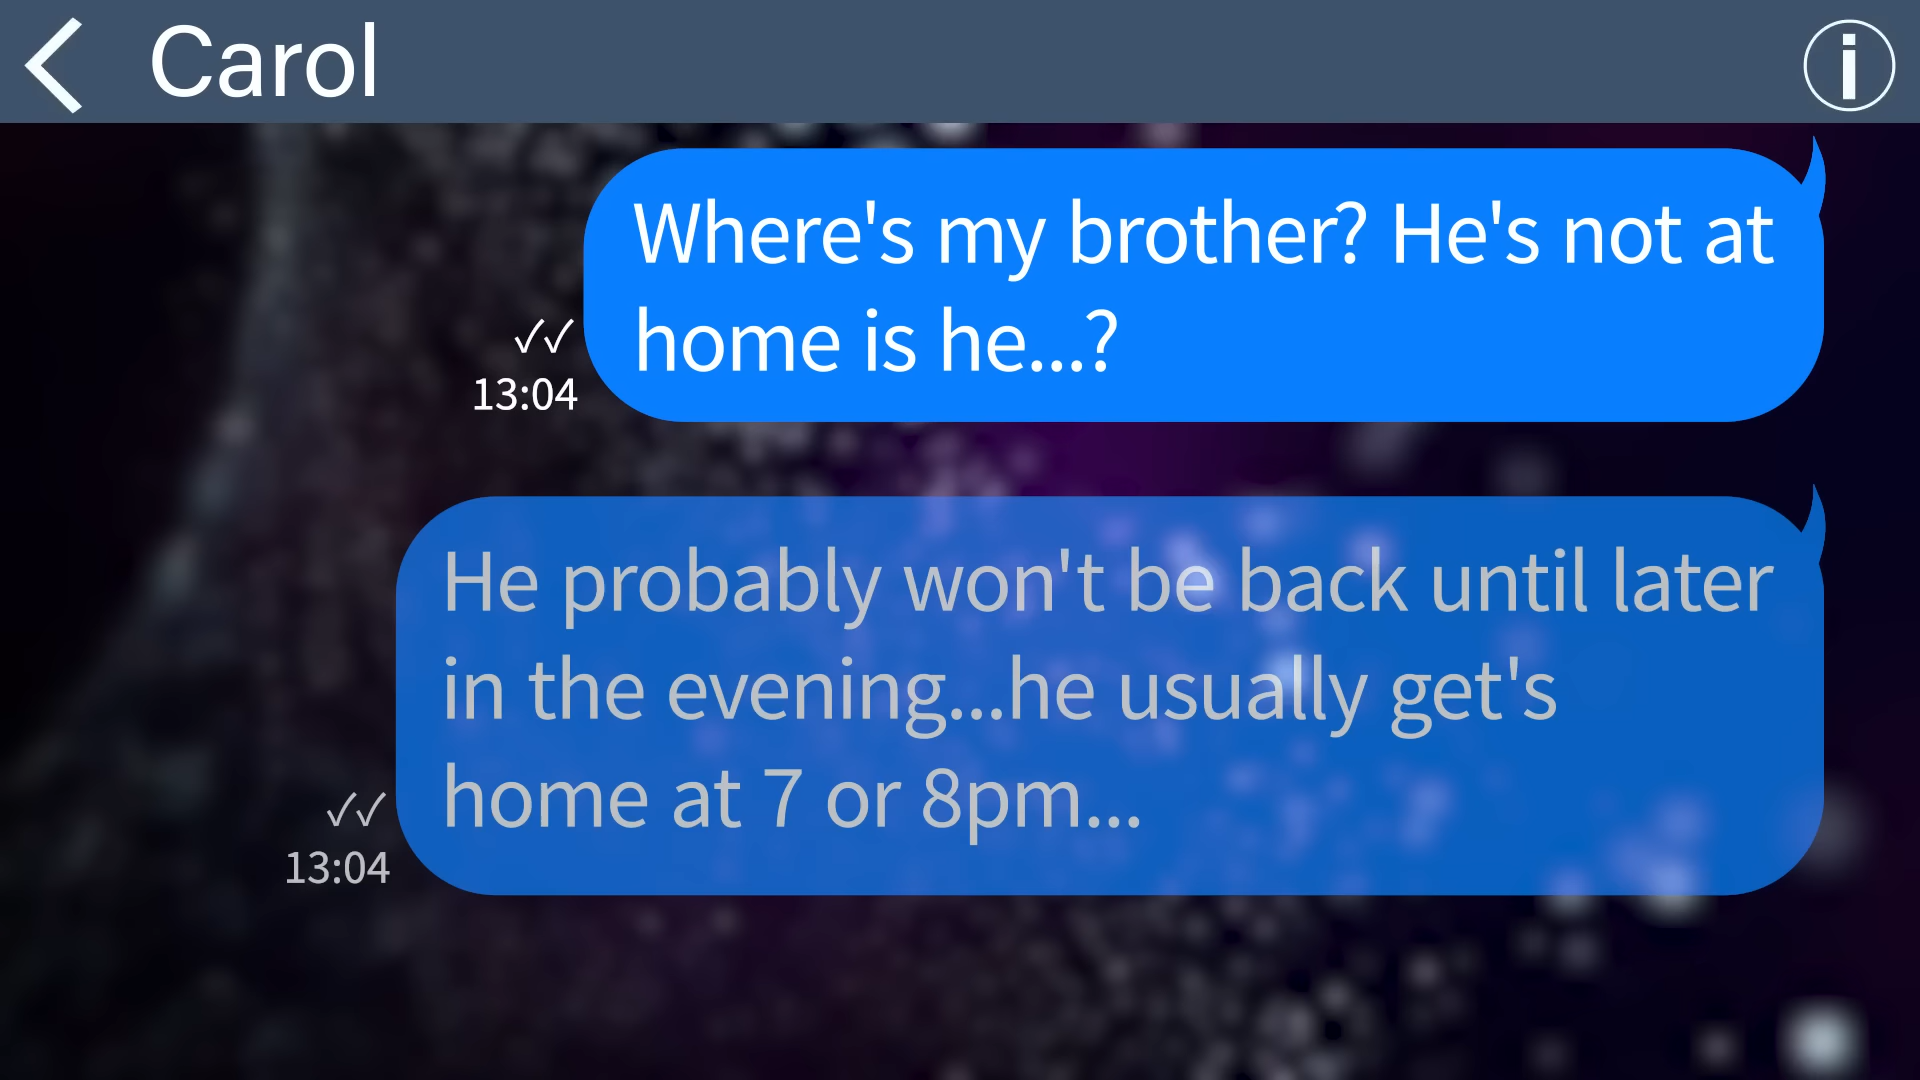 Carol
Where's my brother? He's not at
home is he...?
✓✓
13:04
He probably won't be back until later
in the evening...he usually get's
home at 7 or 8pm...
✓✓
13:04